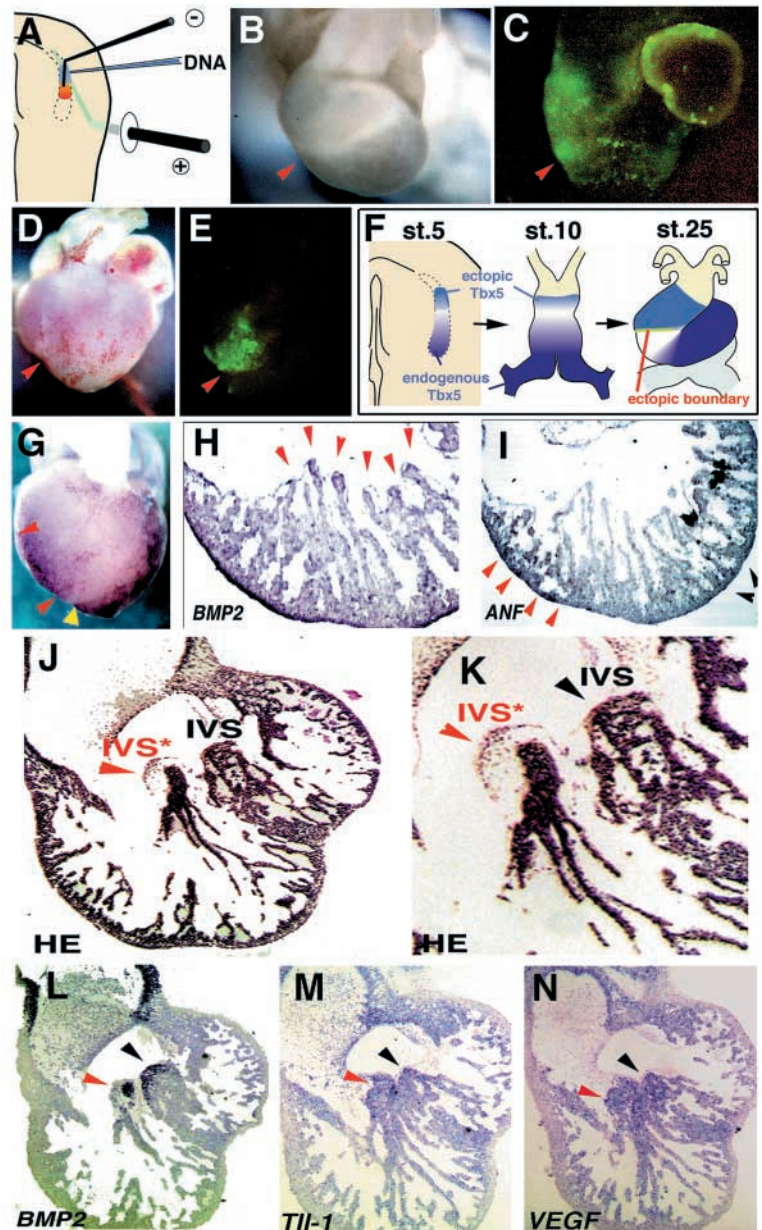 A
−
DNA
+
B
C
D
E
F
st.5
st.10
st.25
ectopic
Tbx5
endogenous
Tbx5
ectopic boundary
G
H
BMP2
I
ANF
J
IVS*
IVS
HE
K
IVS*
IVS
HE
L
BMP2
M
Tll-1
N
VEGF